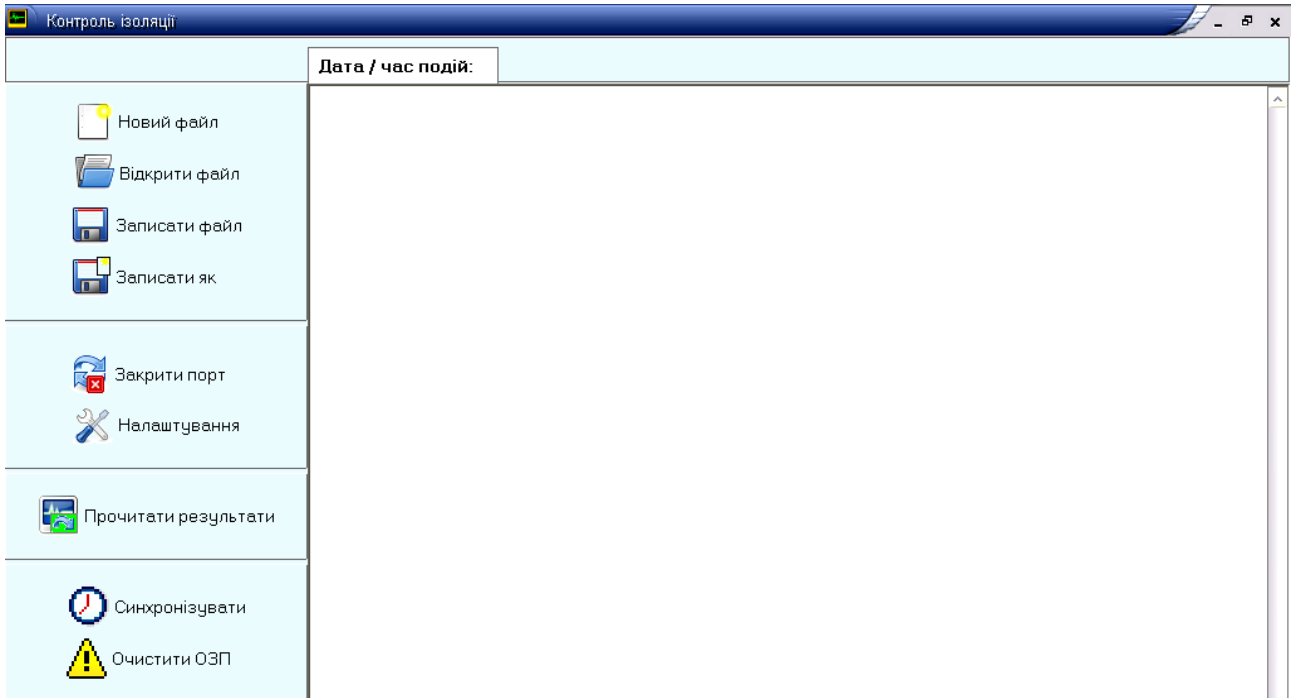 Контроль ізоляції
Дата / час подій:
Новий файл
Відкрити файл
Записати файл
Записати як
Закрити порт
Налаштування
Прочитати результати
Синхронізувати
Очистити ОЗП